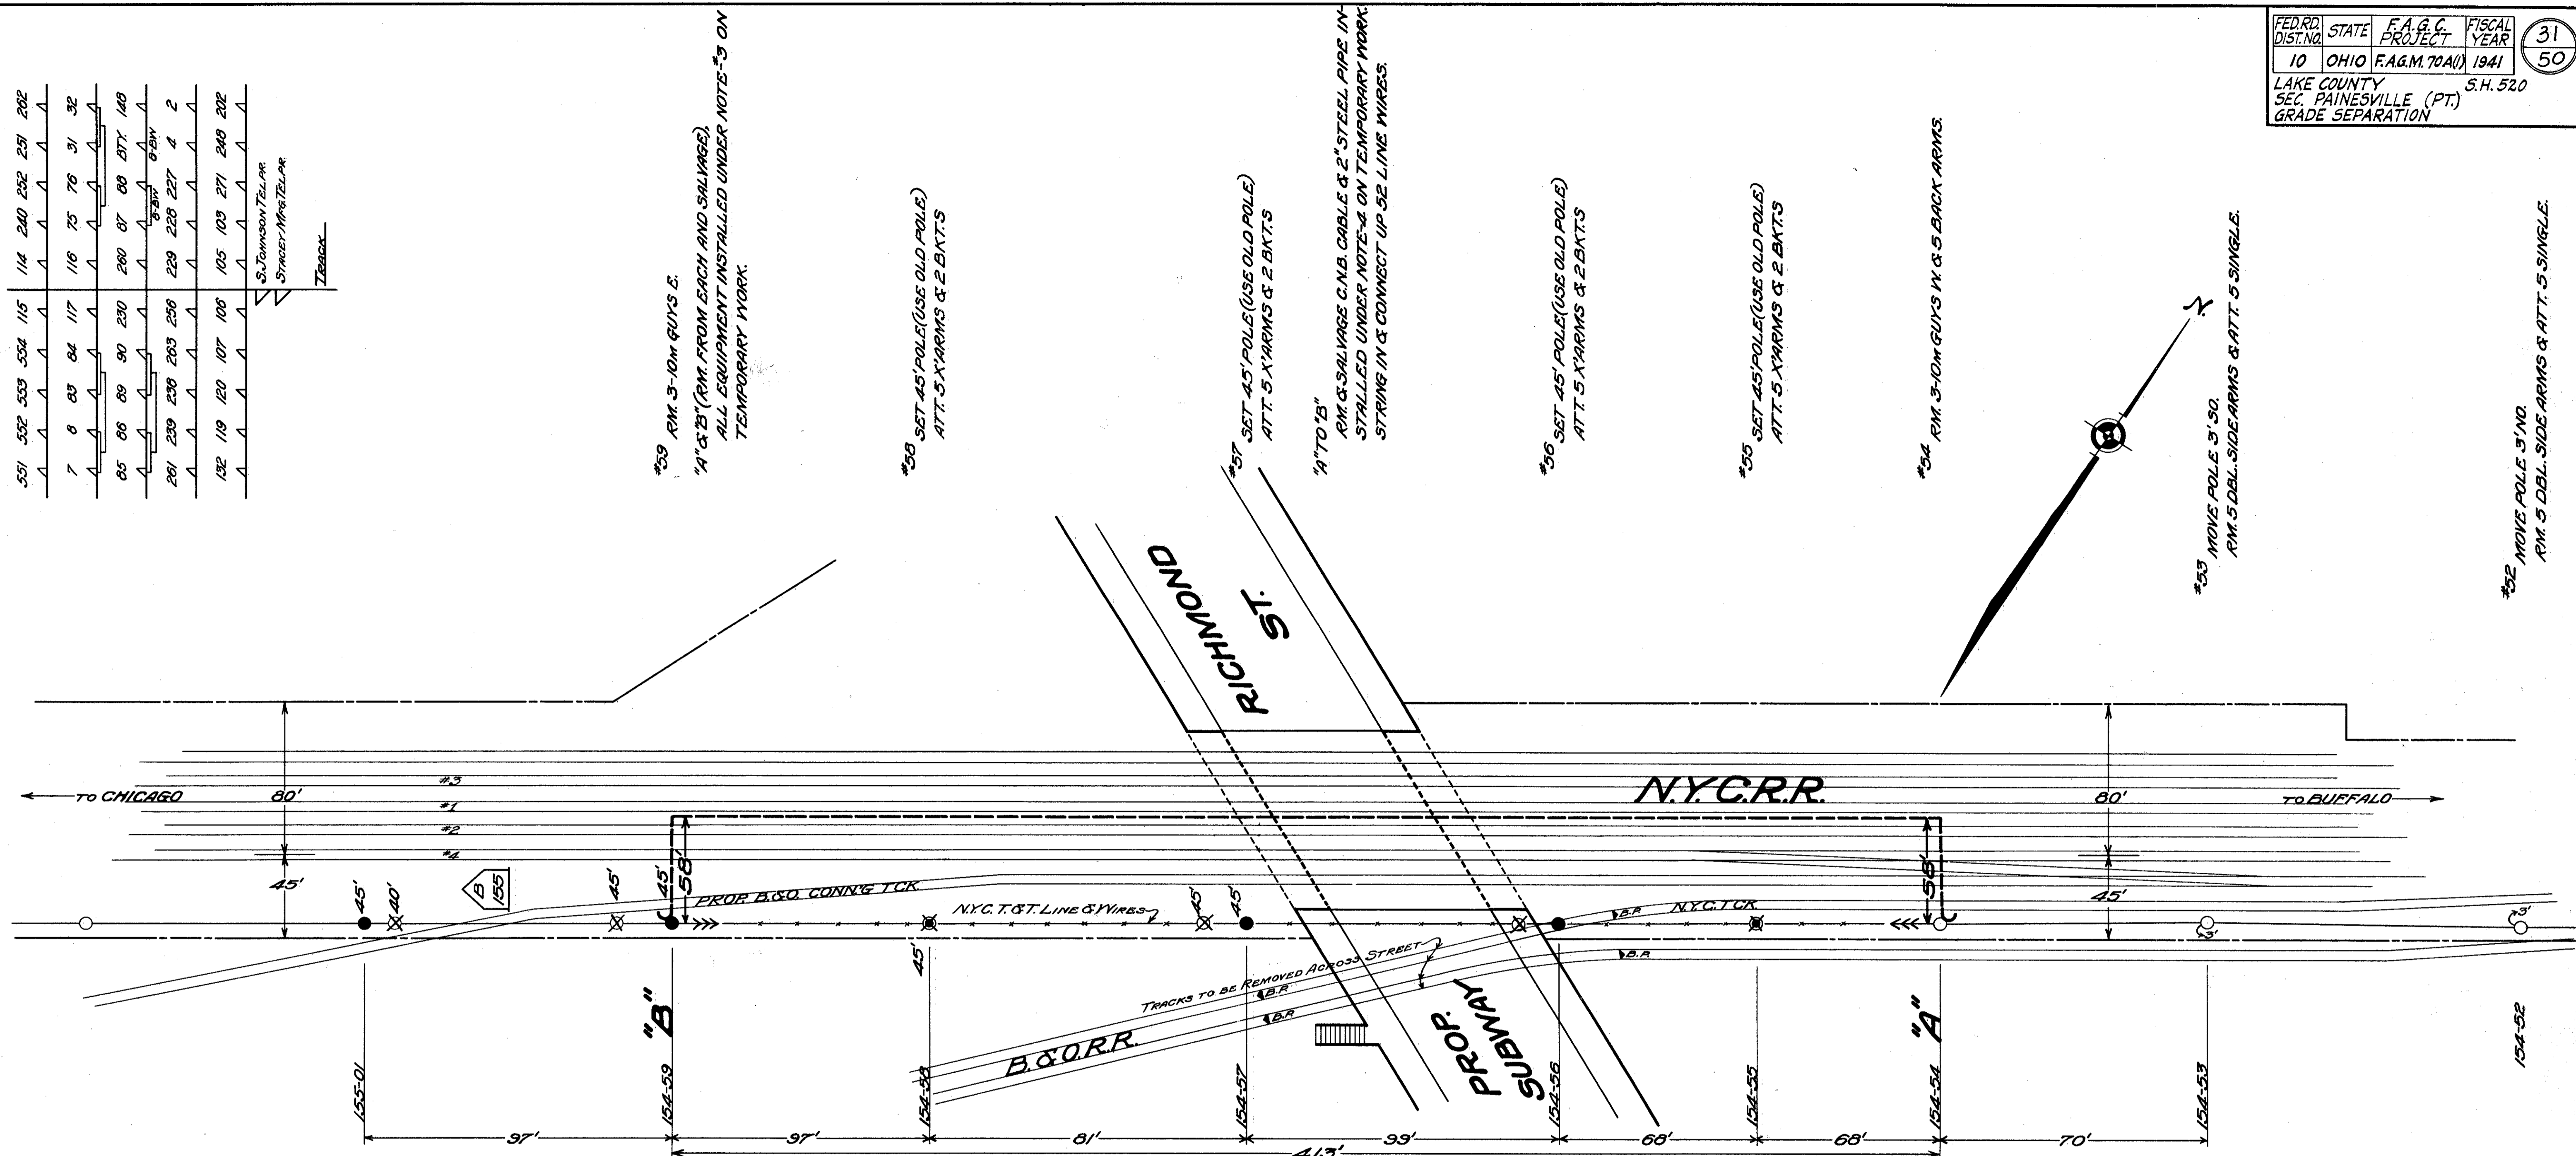 FED.RD. DIST.NO. STATE F.A.G.C. PROJECT FISCAL YEAR
10 OHIO F.A.G.M. 70A(1) 1941
31
50
LAKE COUNTY S.H. 520
SEC. PAINESVILLE (PT.)
GRADE SEPARATION
551 552 553 554 115 114 240 252 251 262
7 8 83 84 117 116 75 76 31 32
85 86 89 90 230 260 87 88 BTY. 148
8-BW 8-BW
261 239 238 263 256 229 228 227 4 2
132 119 120 107 106 105 103 271 248 202
S. JOHNSON TEL.PR.
STACEY MFG TEL.PR.
TRACK
#59 RM. 3-10M GUYS E.
"A" & "B" (RM. FROM EACH AND SALVAGE),
ALL EQUIPMENT INSTALLED UNDER NOTE-#3 ON
TEMPORARY WORK.
#58 SET 45' POLE (USE OLD POLE)
ATT. 5 X'ARMS & 2 BKT.S
#57 SET 45' POLE (USE OLD POLE)
ATT. 5 X'ARMS & 2 BKT.S
"A" TO "B"
RM & SALVAGE C.N.B. CABLE & 2" STEEL PIPE IN-
STALLED UNDER NOTE-4 ON TEMPORARY WORK.
STRING IN & CONNECT UP 52 LINE WIRES.
#56 SET 45' POLE (USE OLD POLE)
ATT. 5 X'ARMS & 2 BKT.S
#55 SET 45' POLE (USE OLD POLE)
ATT. 5 X'ARMS & 2 BKT.S
#54 RM. 3-10M GUYS W. & 5 BACK ARMS.
#53 MOVE POLE 3' SO.
RM. 5 DBL. SIDE ARMS & ATT. 5 SINGLE.
#52 MOVE POLE 3' NO.
RM. 5 DBL. SIDE ARMS & ATT. 5 SINGLE.
N.
RICHMOND
ST.
N.Y.C.R.R.
TO CHICAGO
TO BUFFALO
80'
80'
#3
#1
#2
#4
45'
45'
58'
58'
B
155
45'
40'
45'
45'
45'
45'
45'
PROP. B.&O. CONN'G TCK.
N.Y.C. T.&T. LINE & WIRES
N.Y.C. TCK.
B.P.
B.P.
B.P.
B.P.
3'
3'
TRACKS TO BE REMOVED ACROSS STREET
B.&O.R.R.
PROP.
SUBWAY
"B"
"A"
155-01
154-59
154-58
154-57
154-56
154-55
154-54
154-53
154-52
97' 97' 81' 99' 68' 68' 70'
413'